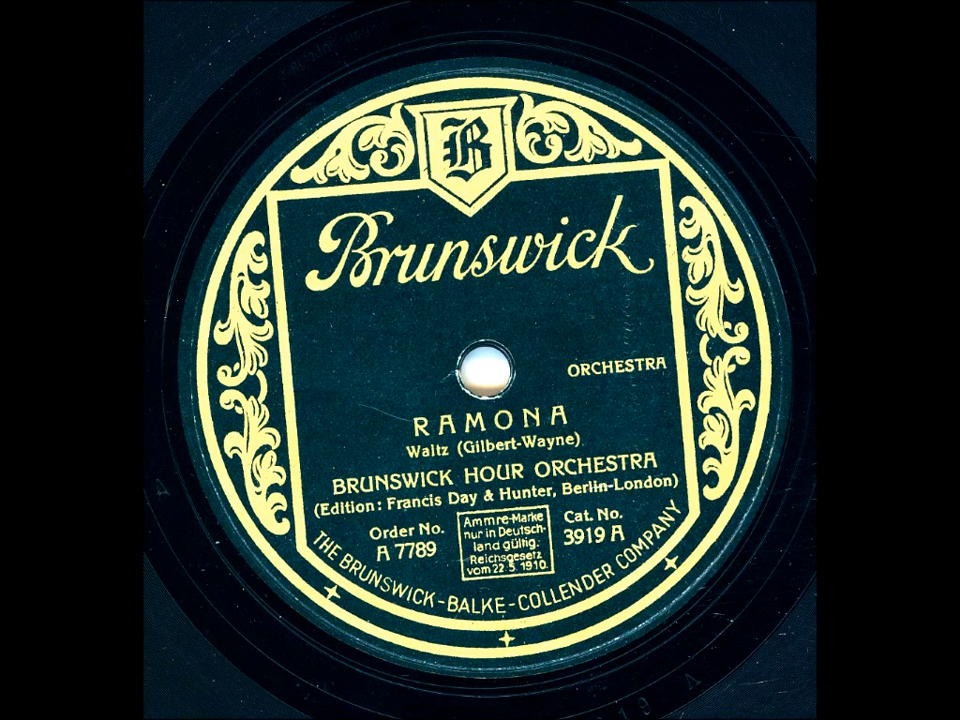 B
Brunswick
ORCHESTRA
RAMONA
Waltz (Gilbert-Wayne)
BRUNSWICK HOUR ORCHESTRA
(Edition: Francis Day & Hunter, Berlin-London)
Order No.
A 7789
Ammre-Marke
nur in Deutsch-
land gültig.
Reichsgesetz
vom 22.5.1910.
Cat. No.
3919 A
THE BRUNSWICK-BALKE-COLLENDER COMPANY